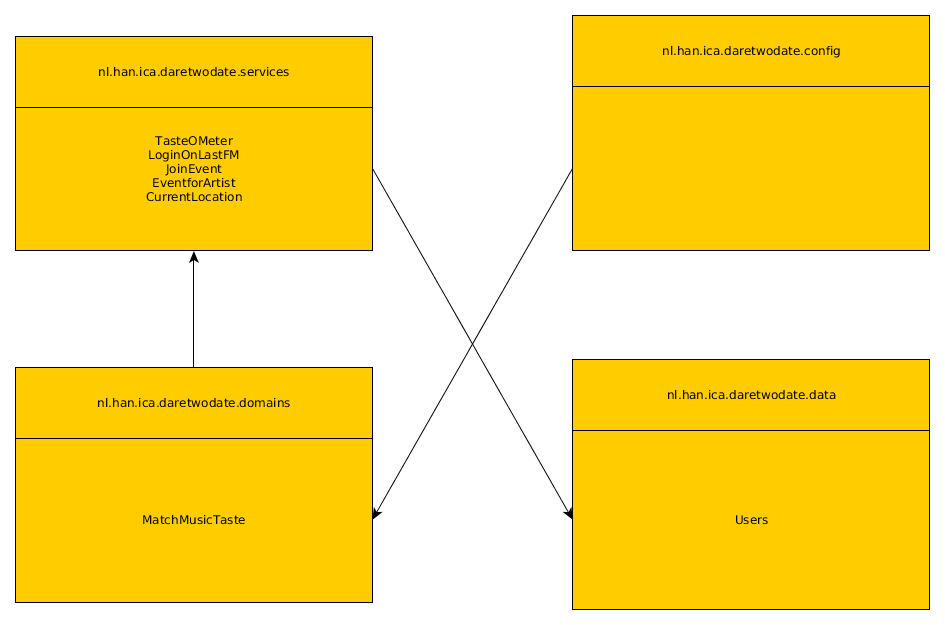 nl.han.ica.daretwodate.services
TasteOMeter
LoginOnLastFM
JoinEvent
EventforArtist
CurrentLocation
nl.han.ica.daretwodate.config
nl.han.ica.daretwodate.domains
MatchMusicTaste
nl.han.ica.daretwodate.data
Users